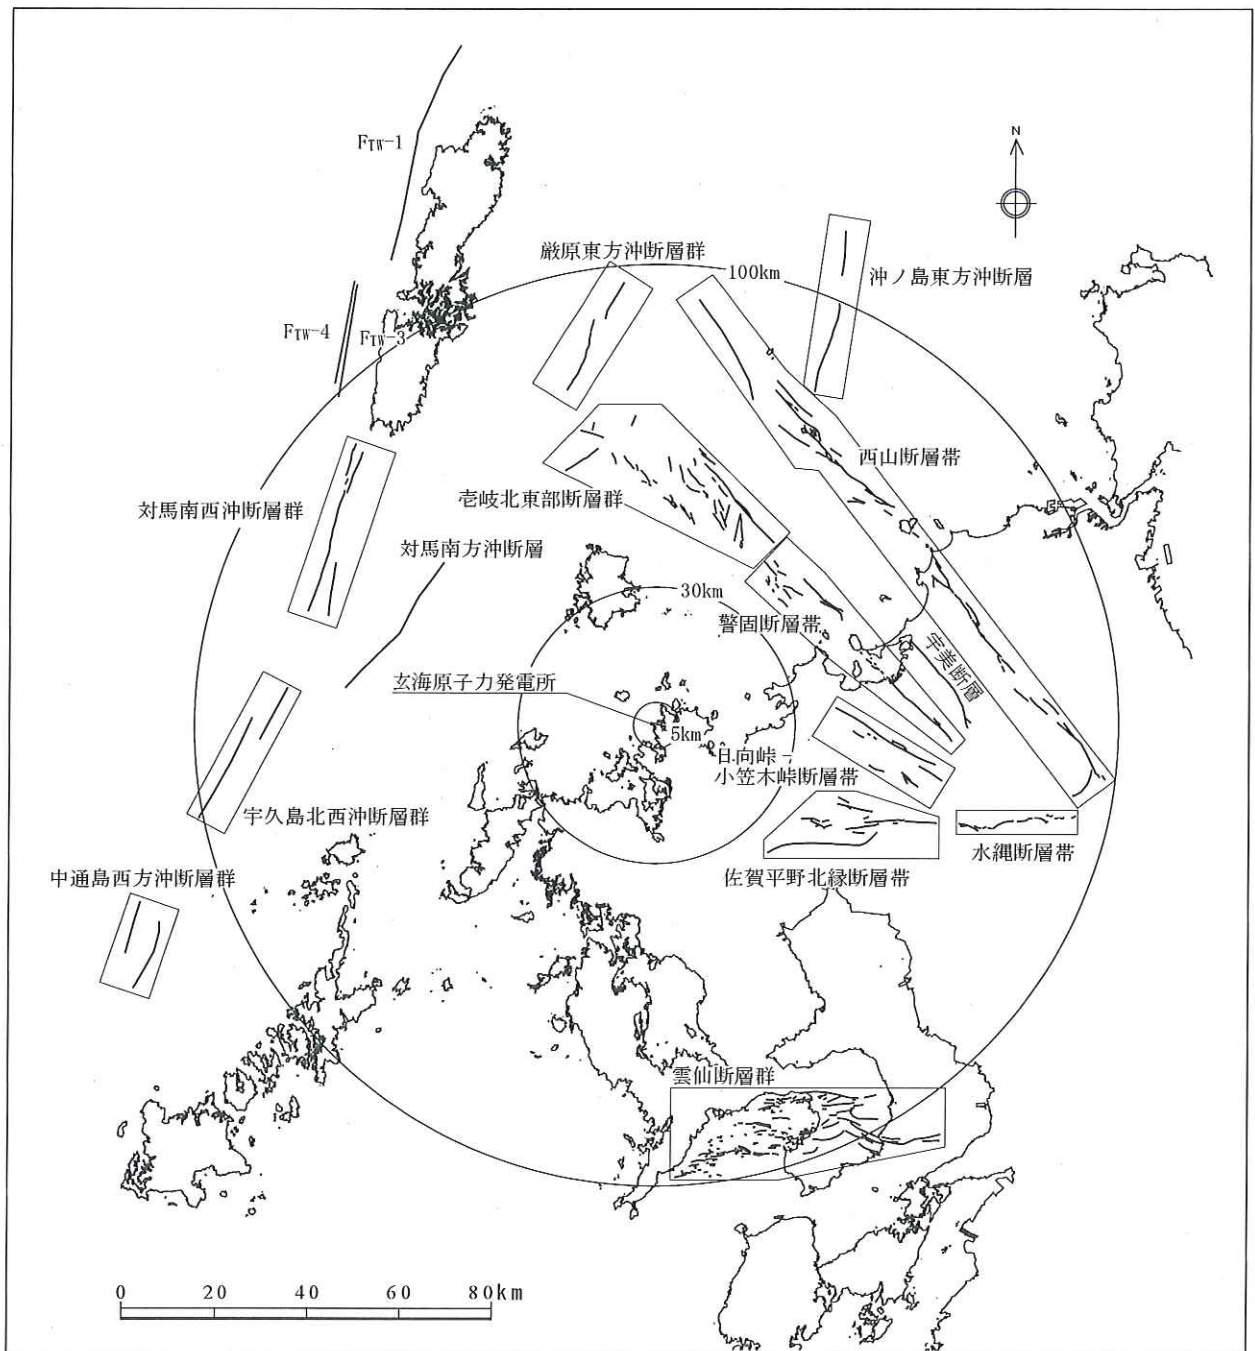 N
FTW-1
厳原東方沖断層群
100km
沖ノ島東方沖断層
FTW-4
FTW-3
西山断層帯
壱岐北東部断層群
対馬南西沖断層群
対馬南方沖断層
30km
警固断層帯
宇美断層
玄海原子力発電所
5km
日向峠-
小笠木峠断層帯
宇久島北西沖断層群
水縄断層帯
佐賀平野北縁断層帯
中通島西方沖断層群
雲仙断層群
0 20 40 60 80km